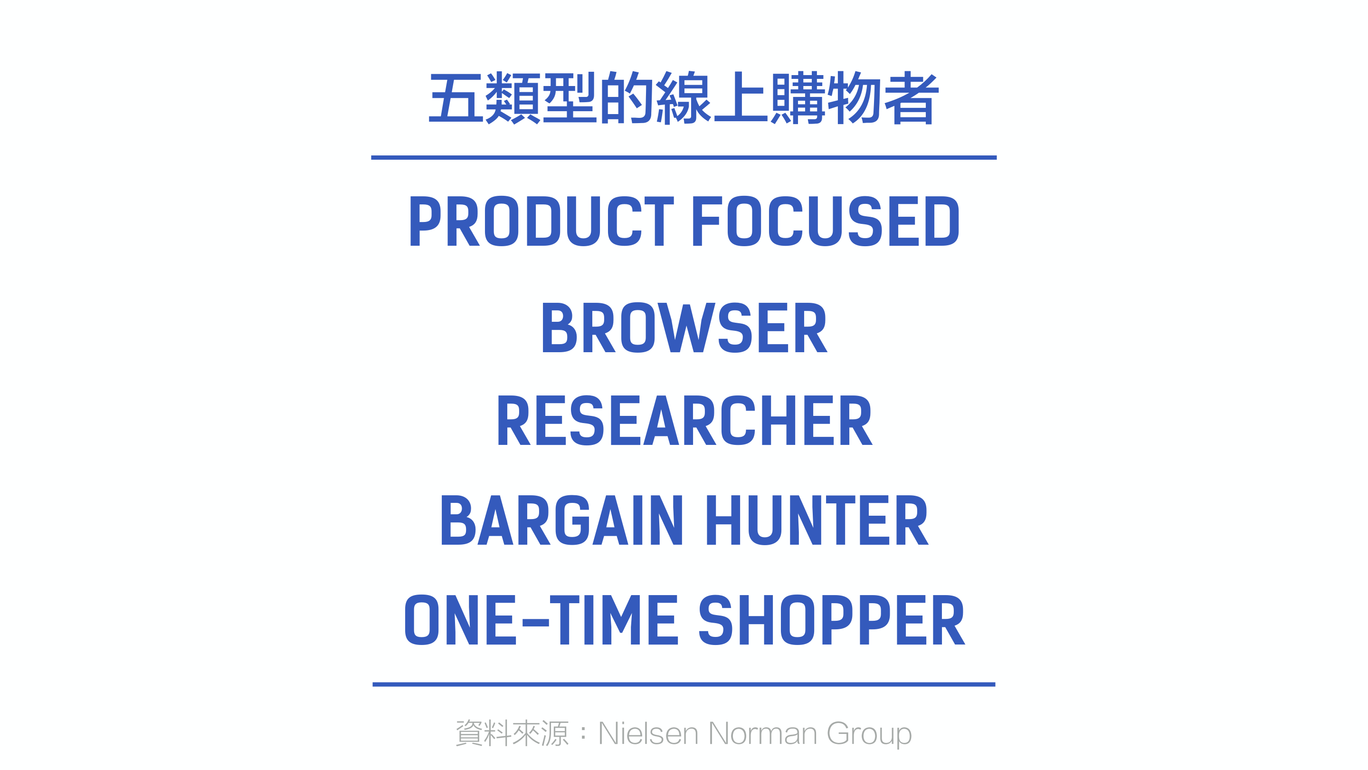 五類型的線上購物者
PRODUCT FOCUSED
BROWSER
RESEARCHER
BARGAIN HUNTER
ONE-TIME SHOPPER
資料來源：Nielsen Norman Group